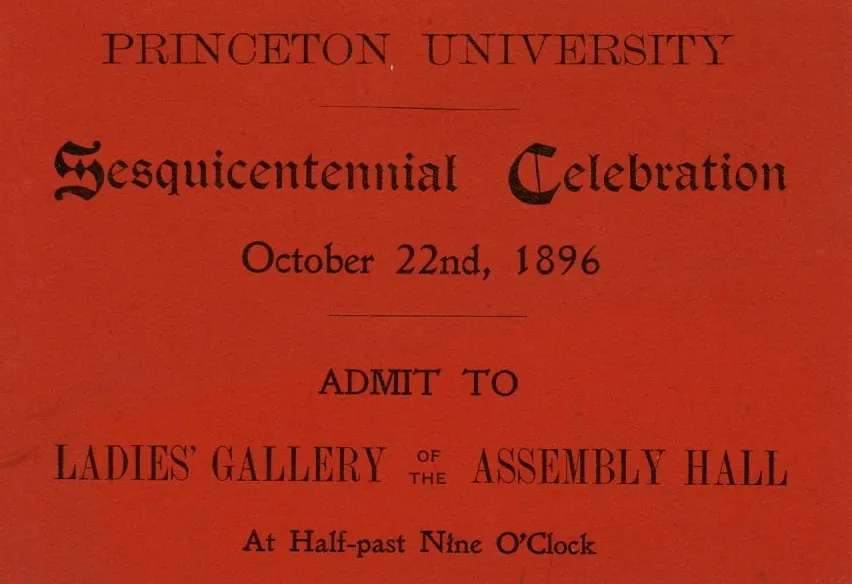 PRINCETON UNIVERSITY
Sesquicentennial Celebration
October 22nd, 1896
ADMIT TO
LADIES' GALLERY OF THE ASSEMBLY HALL
At Half-past Nine O'Clock